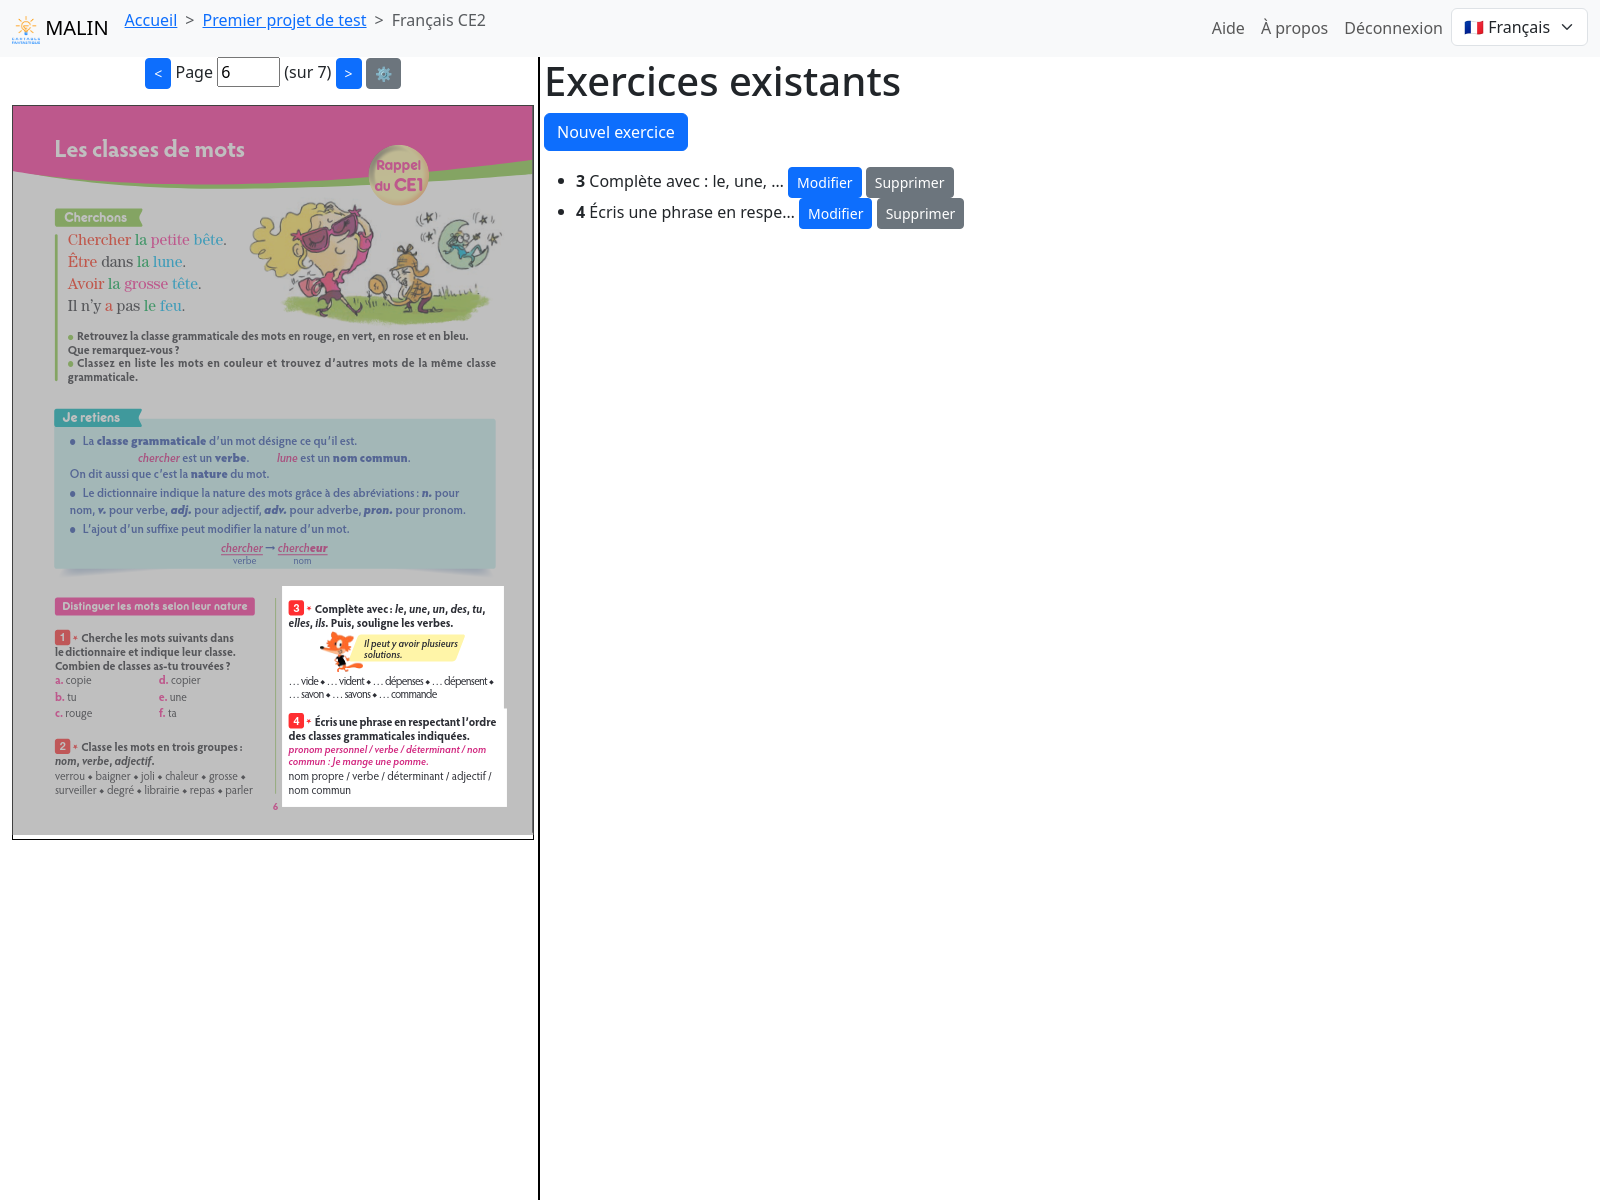 MALIN Accueil > Premier projet de test > Français CE2 Aide À propos Déconnexion Français
< Page 6 (sur 7) >
Les classes de mots
Rappel
du CE1
Cherchons
Chercher la petite bête.
Être dans la lune.
Avoir la grosse tête.
Il n'y a pas le feu.
• Retrouvez la classe grammaticale des mots en rouge, en vert, en rose et en bleu.
Que remarquez-vous ?
• Classez en liste les mots en couleur et trouvez d'autres mots de la même classe
grammaticale.
Je retiens
• La classe grammaticale d'un mot désigne ce qu'il est.
chercher est un verbe. lune est un nom commun.
On dit aussi que c'est la nature du mot.
• Le dictionnaire indique la nature des mots grâce à des abréviations : n. pour
nom, v. pour verbe, adj. pour adjectif, adv. pour adverbe, pron. pour pronom.
• L'ajout d'un suffixe peut modifier la nature d'un mot.
chercher → chercheur
verbe nom
Distinguer les mots selon leur nature
1 * Cherche les mots suivants dans
le dictionnaire et indique leur classe.
Combien de classes as-tu trouvées ?
a. copie d. copier
b. tu e. une
c. rouge f. ta
2 * Classe les mots en trois groupes :
nom, verbe, adjectif.
verrou ⬥ baigner ⬥ joli ⬥ chaleur ⬥ grosse ⬥
surveiller ⬥ degré ⬥ librairie ⬥ repas ⬥ parler
3 * Complète avec : le, une, un, des, tu,
elles, ils. Puis, souligne les verbes.
Il peut y avoir plusieurs
solutions.
… vide ⬥ … vident ⬥ … dépenses ⬥ … dépensent ⬥
… savon ⬥ … savons ⬥ … commande
4 * Écris une phrase en respectant l'ordre
des classes grammaticales indiquées.
pronom personnel / verbe / déterminant / nom
commun : Je mange une pomme.
nom propre / verbe / déterminant / adjectif /
nom commun
6
Exercices existants
Nouvel exercice
• 3 Complète avec : le, une, … Modifier Supprimer
• 4 Écris une phrase en respe… Modifier Supprimer